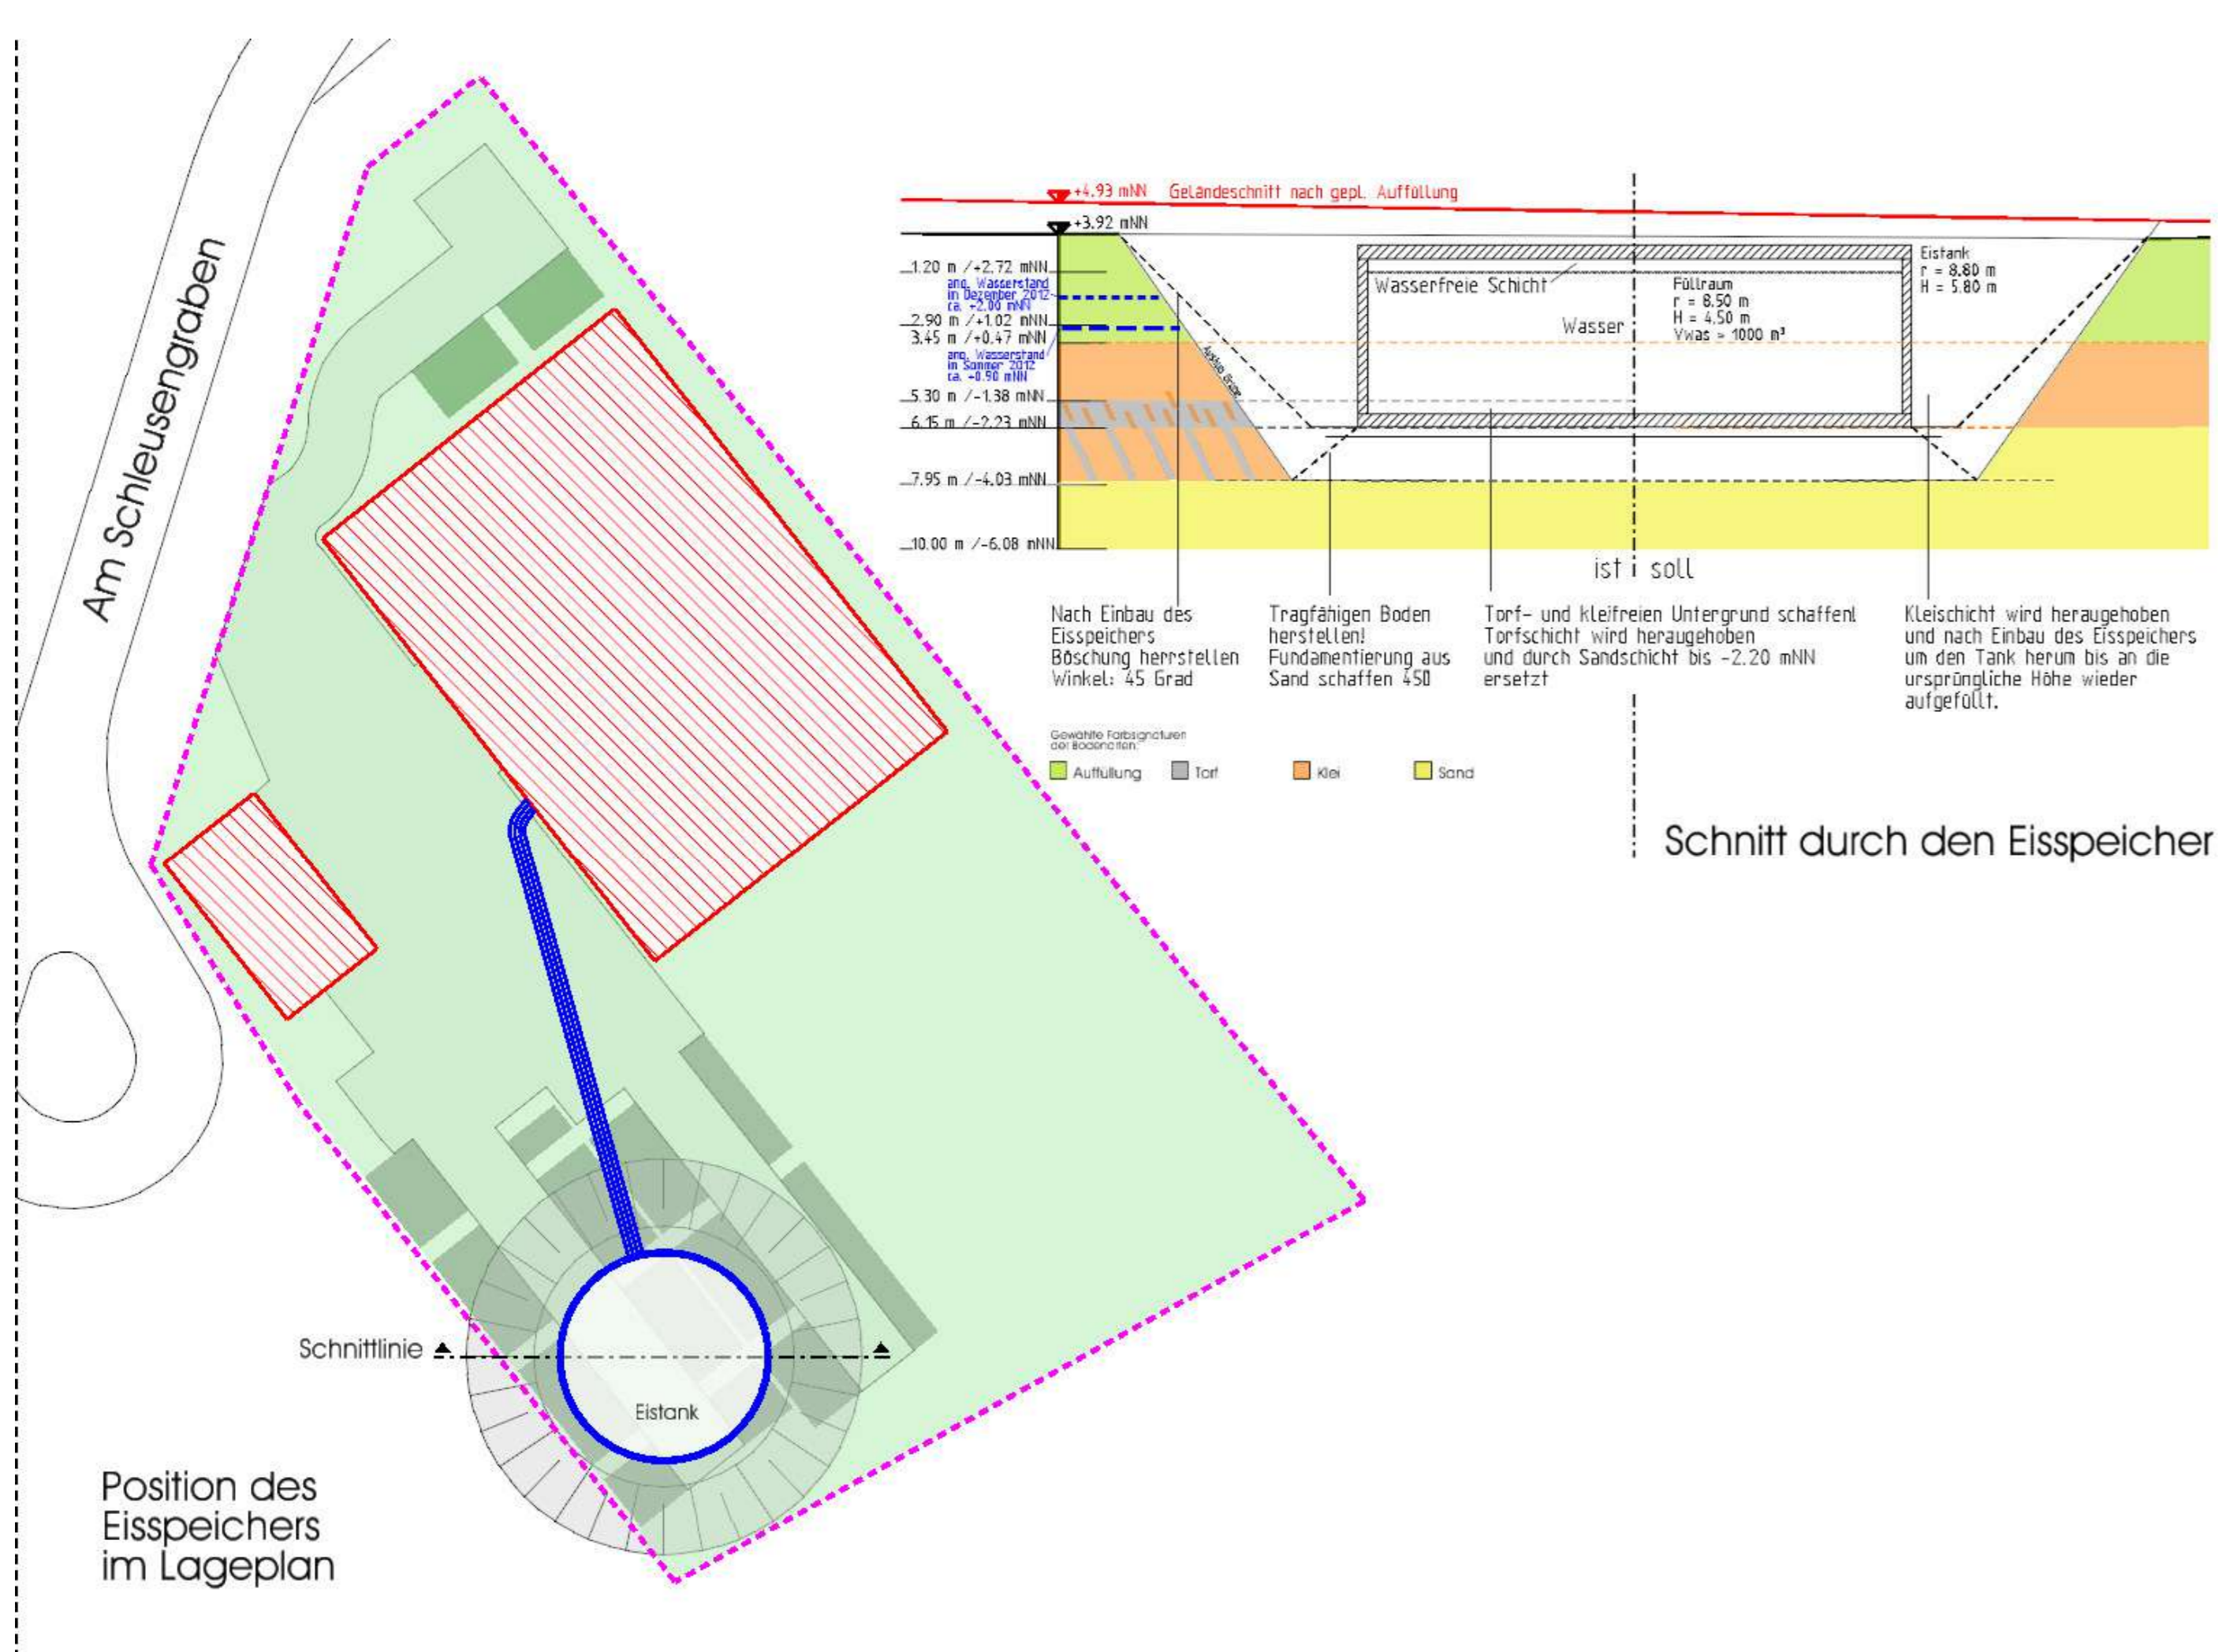 Am Schleusengraben
+4.93 mNN Geländeschnitt nach gepl. Auffüllung
+3.92 mNN
1.20 m /+2.72 mNN
ang. Wasserstand
in Dezember 2012
ca. +2.00 mNN
2.90 m /+1.02 mNN
3.45 m /+0.47 mNN
ang. Wasserstand
in Sommer 2012
ca. +0.90 mNN
5.30 m /-1.38 mNN
6.15 m /-2.23 mNN
7.95 m /-4.03 mNN
10.00 m /-6.08 mNN
Wasserfreie Schicht
Wasser
Füllraum
r = 8.50 m
H = 4.50 m
Vwas > 1000 m³
Eistank
r = 8.80 m
H = 5.80 m
ist soll
Nach Einbau des
Eisspeichers
Böschung herrstellen
Winkel: 45 Grad
Tragfähigen Boden
herstellen!
Fundamentierung aus
Sand schaffen 450
Torf- und kleifreien Untergrund schaffen!
Torfschicht wird heraugehoben
und durch Sandschicht bis -2.20 mNN
ersetzt
Kleischicht wird heraugehoben
und nach Einbau des Eisspeichers
um den Tank herum bis an die
ursprüngliche Höhe wieder
aufgefüllt.
Gewählte Farbsignaturen
der Bodenarten:
Auffüllung
Torf
Klei
Sand
Schnitt durch den Eisspeicher
Schnittlinie
Eistank
Position des
Eisspeichers
im Lageplan